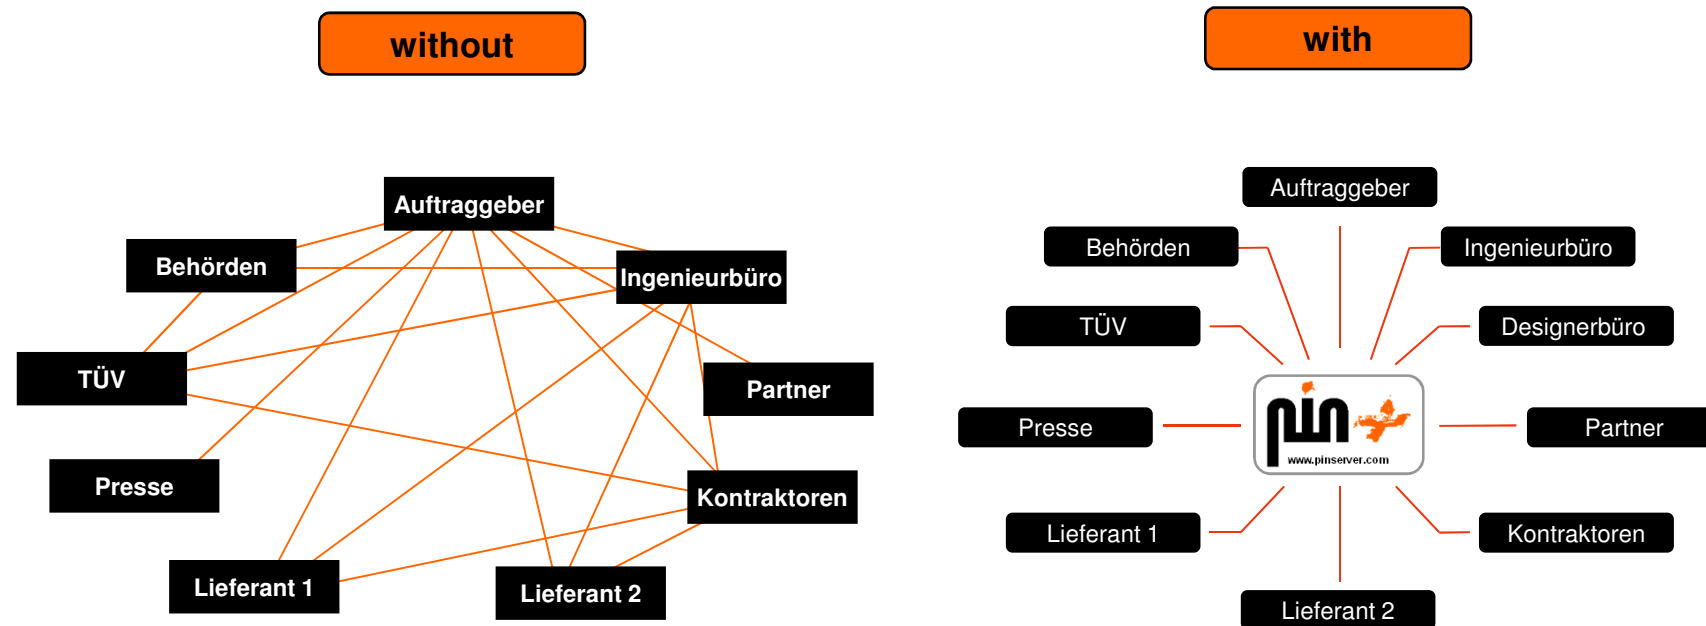 without
with
Auftraggeber
Behörden
Ingenieurbüro
TÜV
Partner
Presse
Kontraktoren
Lieferant 1
Lieferant 2
Auftraggeber
Behörden
Ingenieurbüro
TÜV
Designerbüro
Presse
pin
www.pinserver.com
Partner
Lieferant 1
Kontraktoren
Lieferant 2